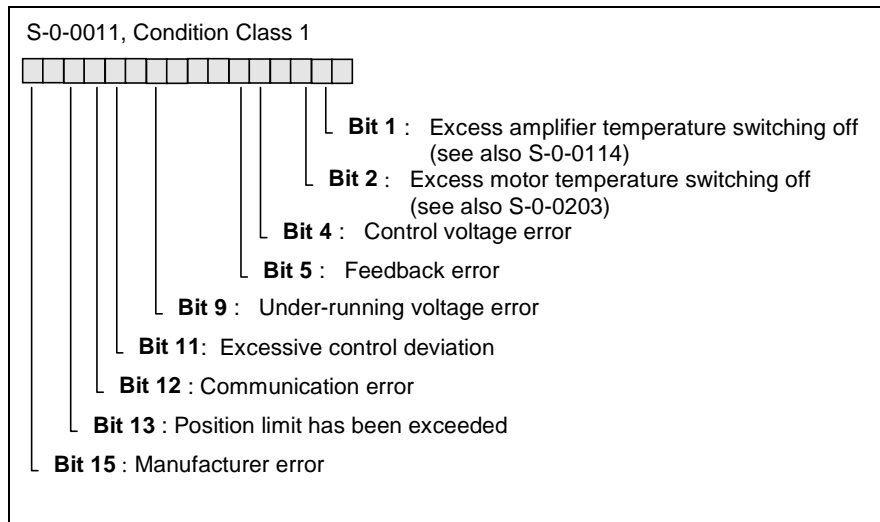 S-0-0011, Condition Class 1
Bit 1 : Excess amplifier temperature switching off
(see also S-0-0114)
Bit 2 : Excess motor temperature switching off
(see also S-0-0203)
Bit 4 : Control voltage error
Bit 5 : Feedback error
Bit 9 : Under-running voltage error
Bit 11: Excessive control deviation
Bit 12 : Communication error
Bit 13 : Position limit has been exceeded
Bit 15 : Manufacturer error